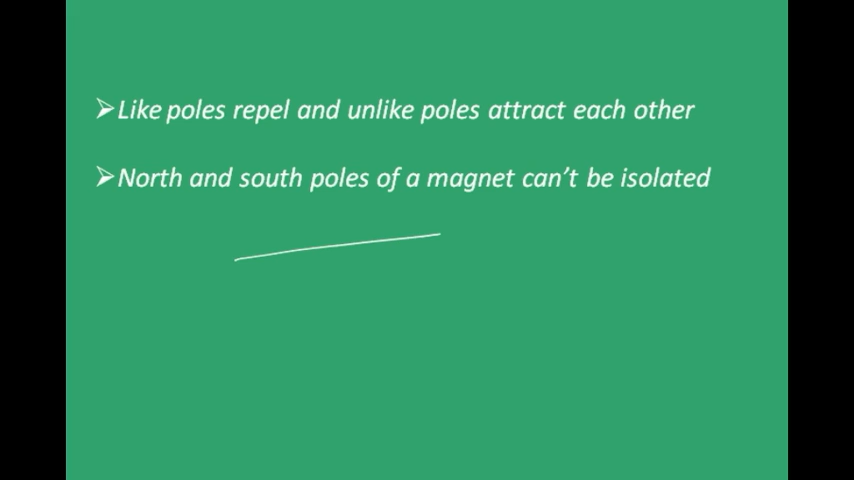 ➢Like poles repel and unlike poles attract each other
➢North and south poles of a magnet can't be isolated